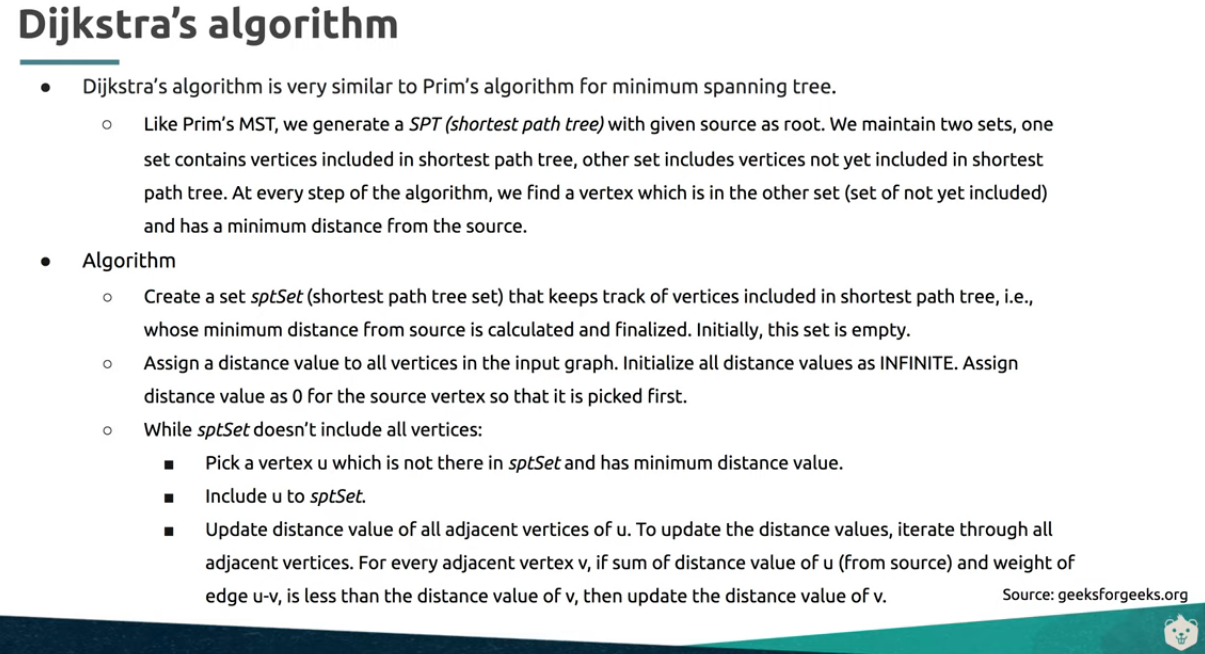 Dijkstra's algorithm
● Dijkstra's algorithm is very similar to Prim's algorithm for minimum spanning tree.
○ Like Prim's MST, we generate a SPT (shortest path tree) with given source as root. We maintain two sets, one
set contains vertices included in shortest path tree, other set includes vertices not yet included in shortest
path tree. At every step of the algorithm, we find a vertex which is in the other set (set of not yet included)
and has a minimum distance from the source.
● Algorithm
○ Create a set sptSet (shortest path tree set) that keeps track of vertices included in shortest path tree, i.e.,
whose minimum distance from source is calculated and finalized. Initially, this set is empty.
○ Assign a distance value to all vertices in the input graph. Initialize all distance values as INFINITE. Assign
distance value as 0 for the source vertex so that it is picked first.
○ While sptSet doesn't include all vertices:
■ Pick a vertex u which is not there in sptSet and has minimum distance value.
■ Include u to sptSet.
■ Update distance value of all adjacent vertices of u. To update the distance values, iterate through all
adjacent vertices. For every adjacent vertex v, if sum of distance value of u (from source) and weight of
edge u-v, is less than the distance value of v, then update the distance value of v.
Source: geeksforgeeks.org